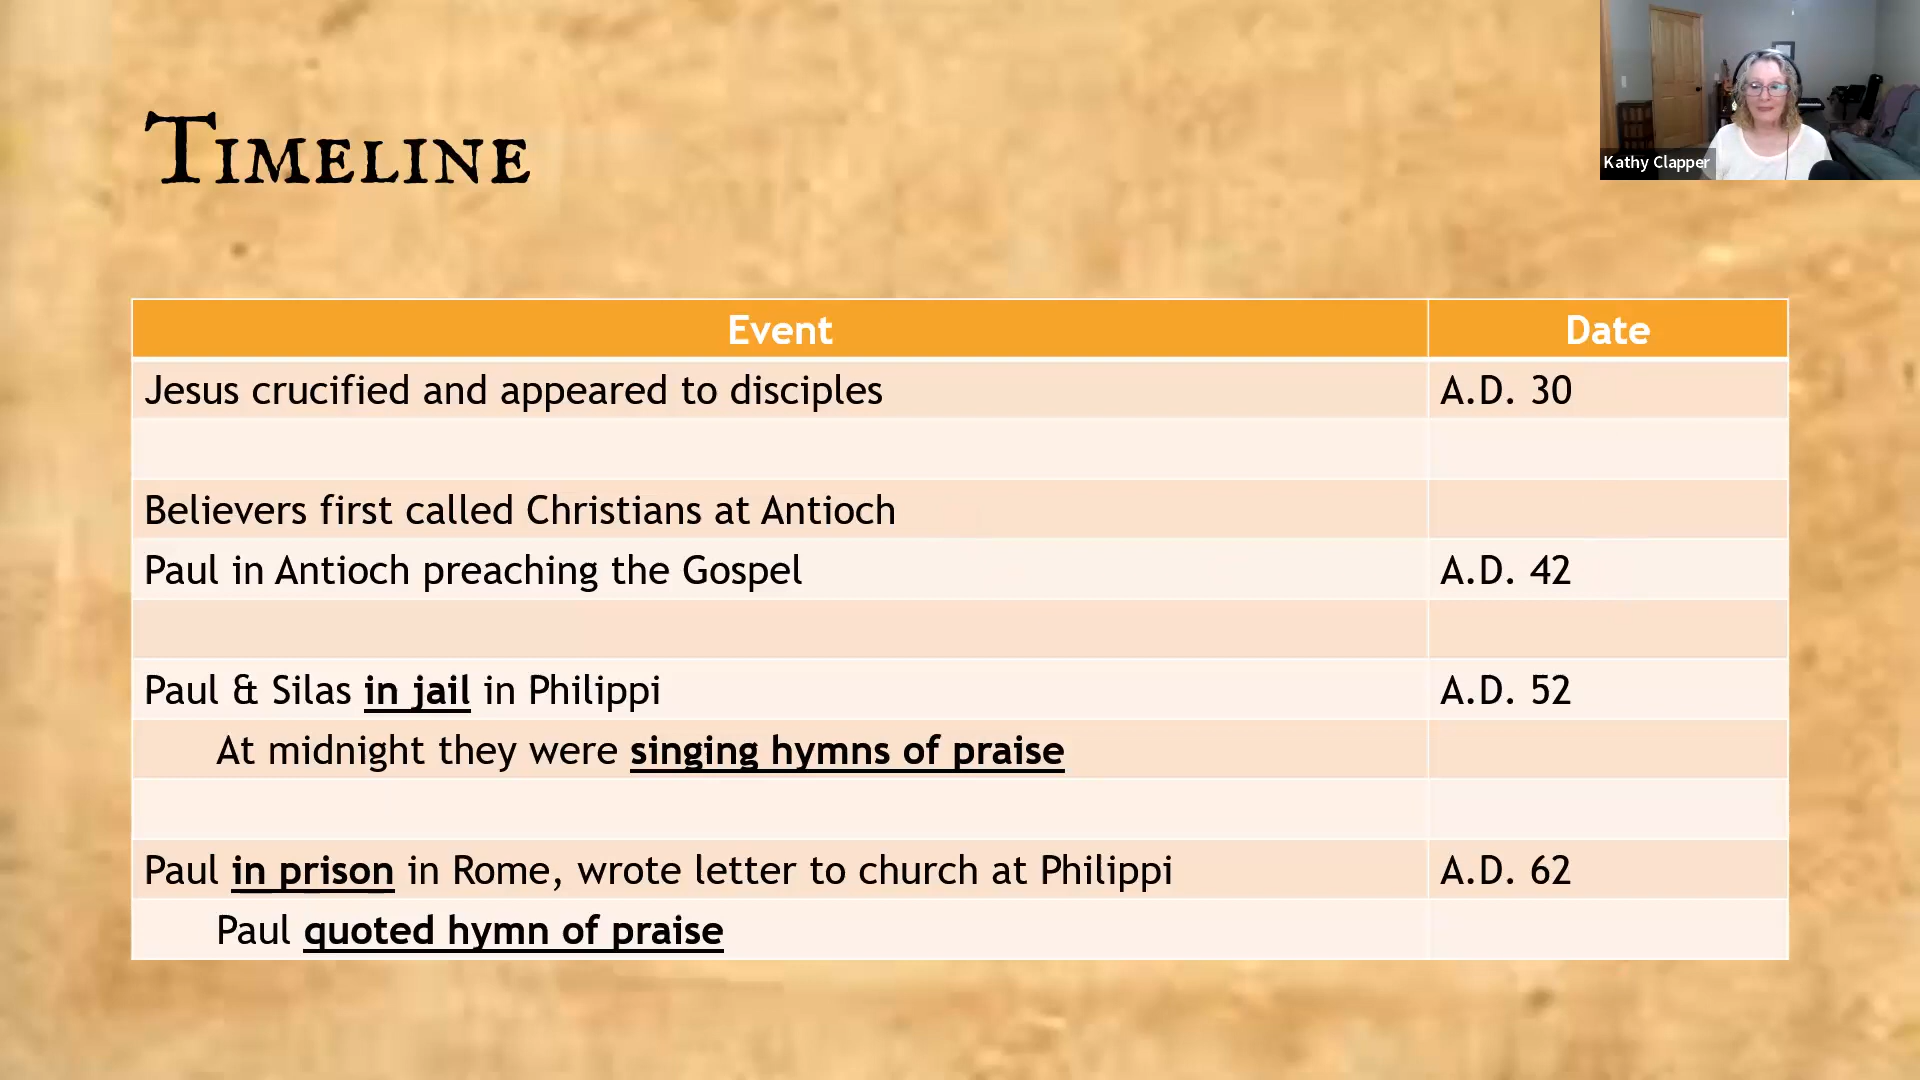 Timeline
Kathy Clapper
Event Date
Jesus crucified and appeared to disciples A.D. 30
Believers first called Christians at Antioch
Paul in Antioch preaching the Gospel A.D. 42
Paul & Silas in jail in Philippi A.D. 52
At midnight they were singing hymns of praise
Paul in prison in Rome, wrote letter to church at Philippi A.D. 62
Paul quoted hymn of praise